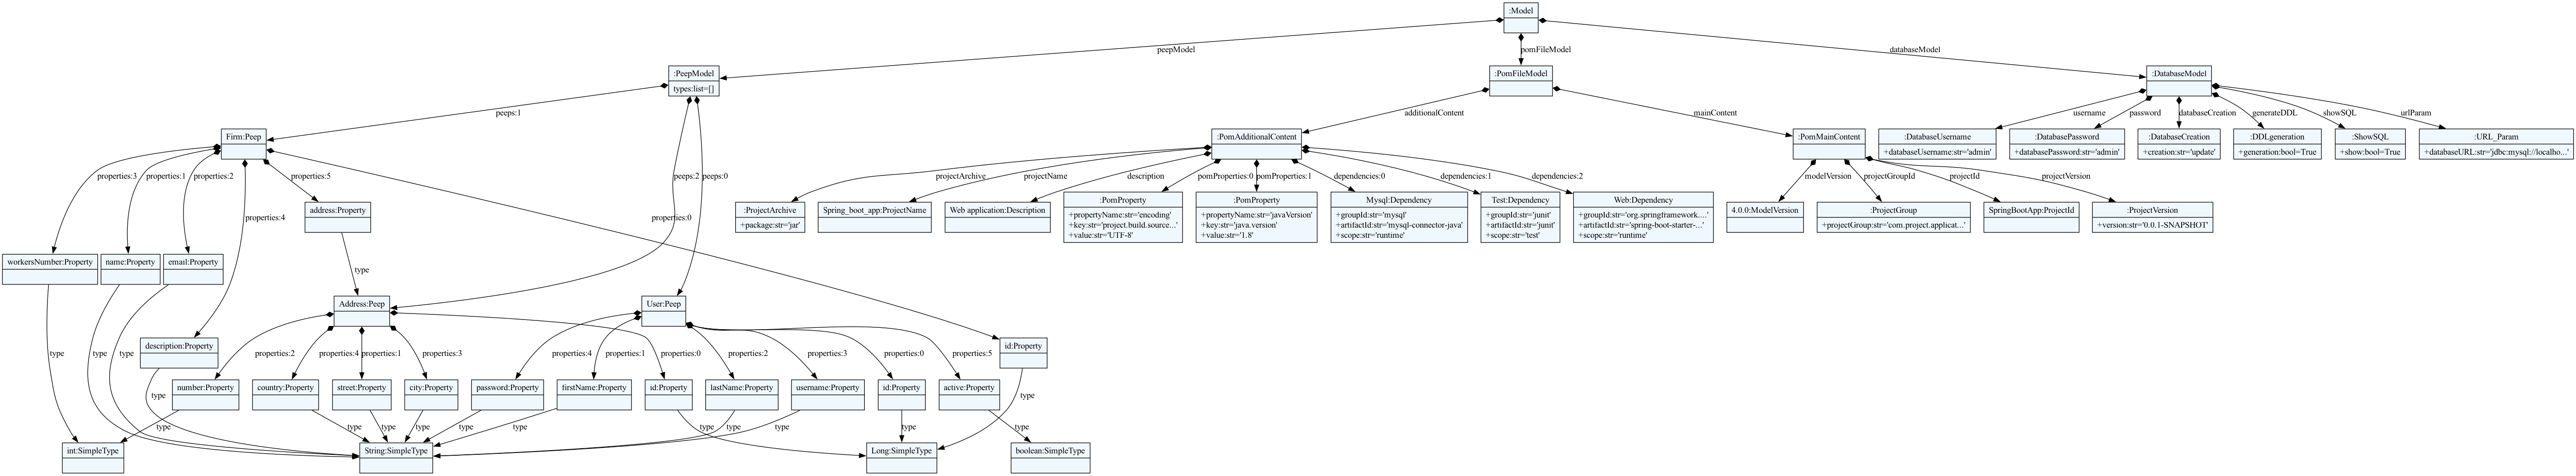 :Model
peepModel
pomFileModel
databaseModel
:PeepModel
types:list=[]
:PomFileModel
:DatabaseModel
peeps:1
peeps:2
peeps:0
additionalContent
mainContent
username
password
databaseCreation
generateDDL
showSQL
urlParam
Firm:Peep
:PomAdditionalContent
:PomMainContent
:DatabaseUsername
+databaseUsername:str='admin'
:DatabasePassword
+databasePassword:str='admin'
:DatabaseCreation
+creation:str='update'
:DDLgeneration
+generation:bool=True
:ShowSQL
+show:bool=True
:URL_Param
+databaseURL:str='jdbc:mysql://localho...'
properties:3
properties:1
properties:2
properties:4
properties:5
properties:0
projectArchive
projectName
description
pomProperties:0
pomProperties:1
dependencies:0
dependencies:1
dependencies:2
modelVersion
projectGroupId
projectId
projectVersion
address:Property
:ProjectArchive
+package:str='jar'
Spring_boot_app:ProjectName
Web application:Description
:PomProperty
+propertyName:str='encoding'
+key:str='project.build.source...'
+value:str='UTF-8'
:PomProperty
+propertyName:str='javaVersion'
+key:str='java.version'
+value:str='1.8'
Mysql:Dependency
+groupId:str='mysql'
+artifactId:str='mysql-connector-java'
+scope:str='runtime'
Test:Dependency
+groupId:str='junit'
+artifactId:str='junit'
+scope:str='test'
Web:Dependency
+groupId:str='org.springframework....'
+artifactId:str='spring-boot-starter-...'
+scope:str='runtime'
4.0.0:ModelVersion
:ProjectGroup
+projectGroup:str='com.project.applicat...'
SpringBootApp:ProjectId
:ProjectVersion
+version:str='0.0.1-SNAPSHOT'
workersNumber:Property
name:Property
email:Property
type
Address:Peep
User:Peep
description:Property
id:Property
properties:2
properties:4
properties:1
properties:3
properties:0
properties:4
properties:1
properties:2
properties:3
properties:0
properties:5
type
type
type
type
type
number:Property
country:Property
street:Property
city:Property
password:Property
firstName:Property
id:Property
lastName:Property
username:Property
id:Property
active:Property
type
type
type
type
type
type
type
type
type
type
type
int:SimpleType
String:SimpleType
Long:SimpleType
boolean:SimpleType